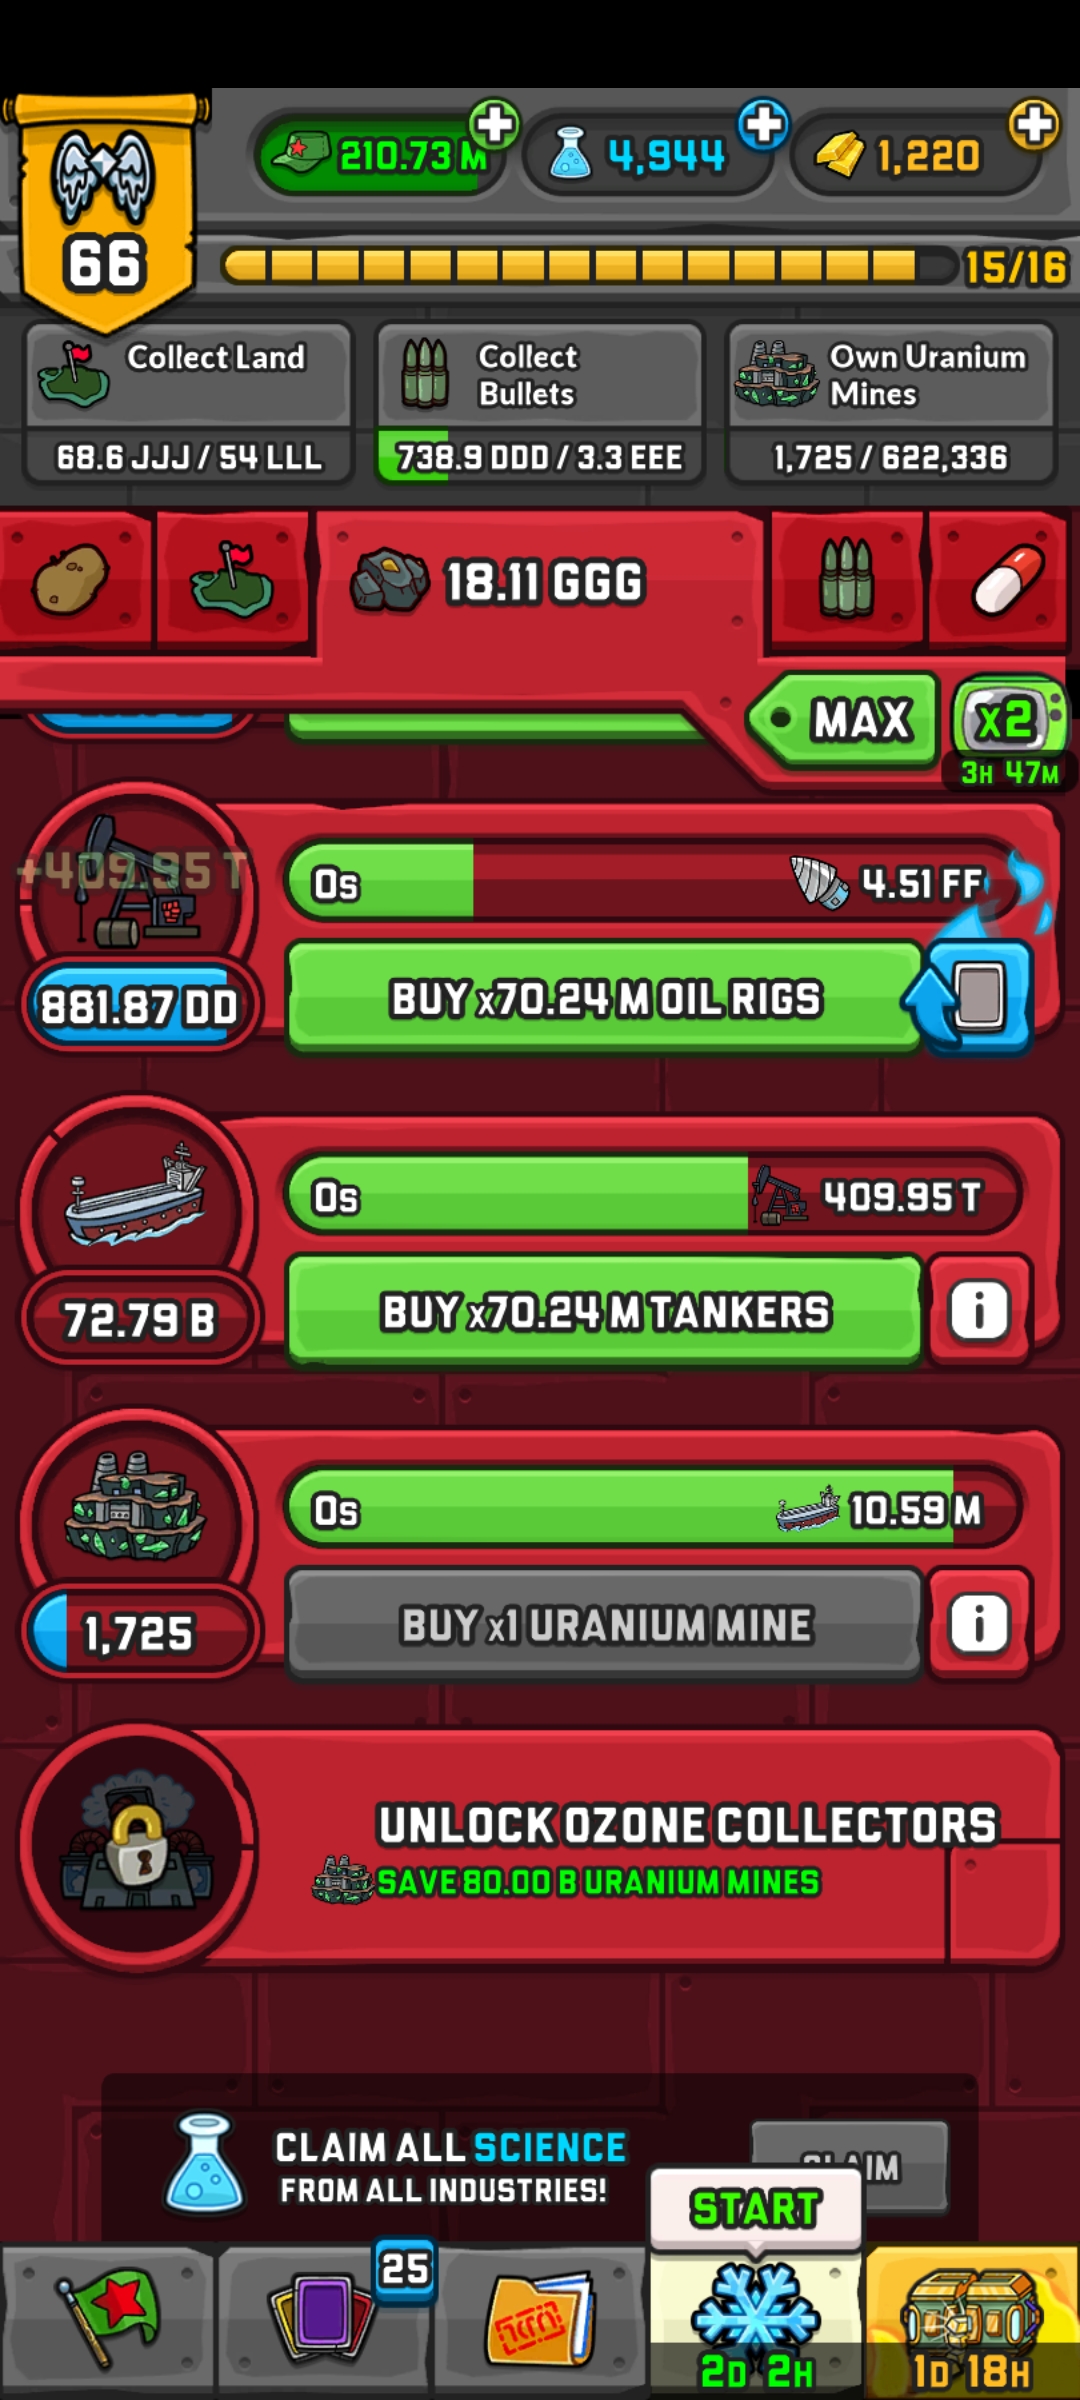 210.73 M
4,944
1,220
66
15/16
Collect Land
68.6 JJJ / 54 LLL
Collect
Bullets
738.9 DDD / 3.3 EEE
Own Uranium
Mines
1,725 / 622,336
18.11 GGG
MAX
x2
3H 47M
+409.95 T
0s
4.51 FF
881.87 DD
BUY x70.24 M OIL RIGS
0s
409.95 T
72.79 B
BUY x70.24 M TANKERS
i
0s
10.59 M
1,725
BUY x1 URANIUM MINE
i
UNLOCK OZONE COLLECTORS
SAVE 80.00 B URANIUM MINES
CLAIM ALL SCIENCE
FROM ALL INDUSTRIES!
CLAIM
START
25
2D 2H
1D 18H